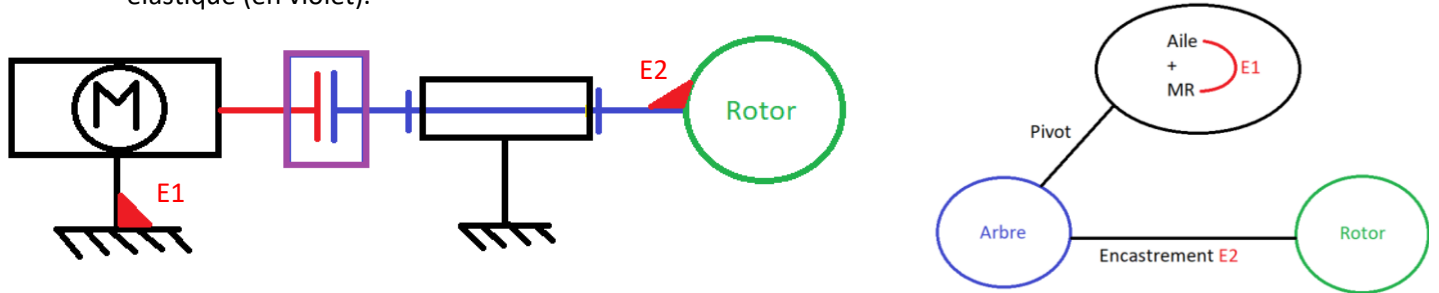 élastique (en violet).
M
E1
E2
Rotor
Aile
+
MR
E1
Pivot
Arbre
Encastrement E2
Rotor